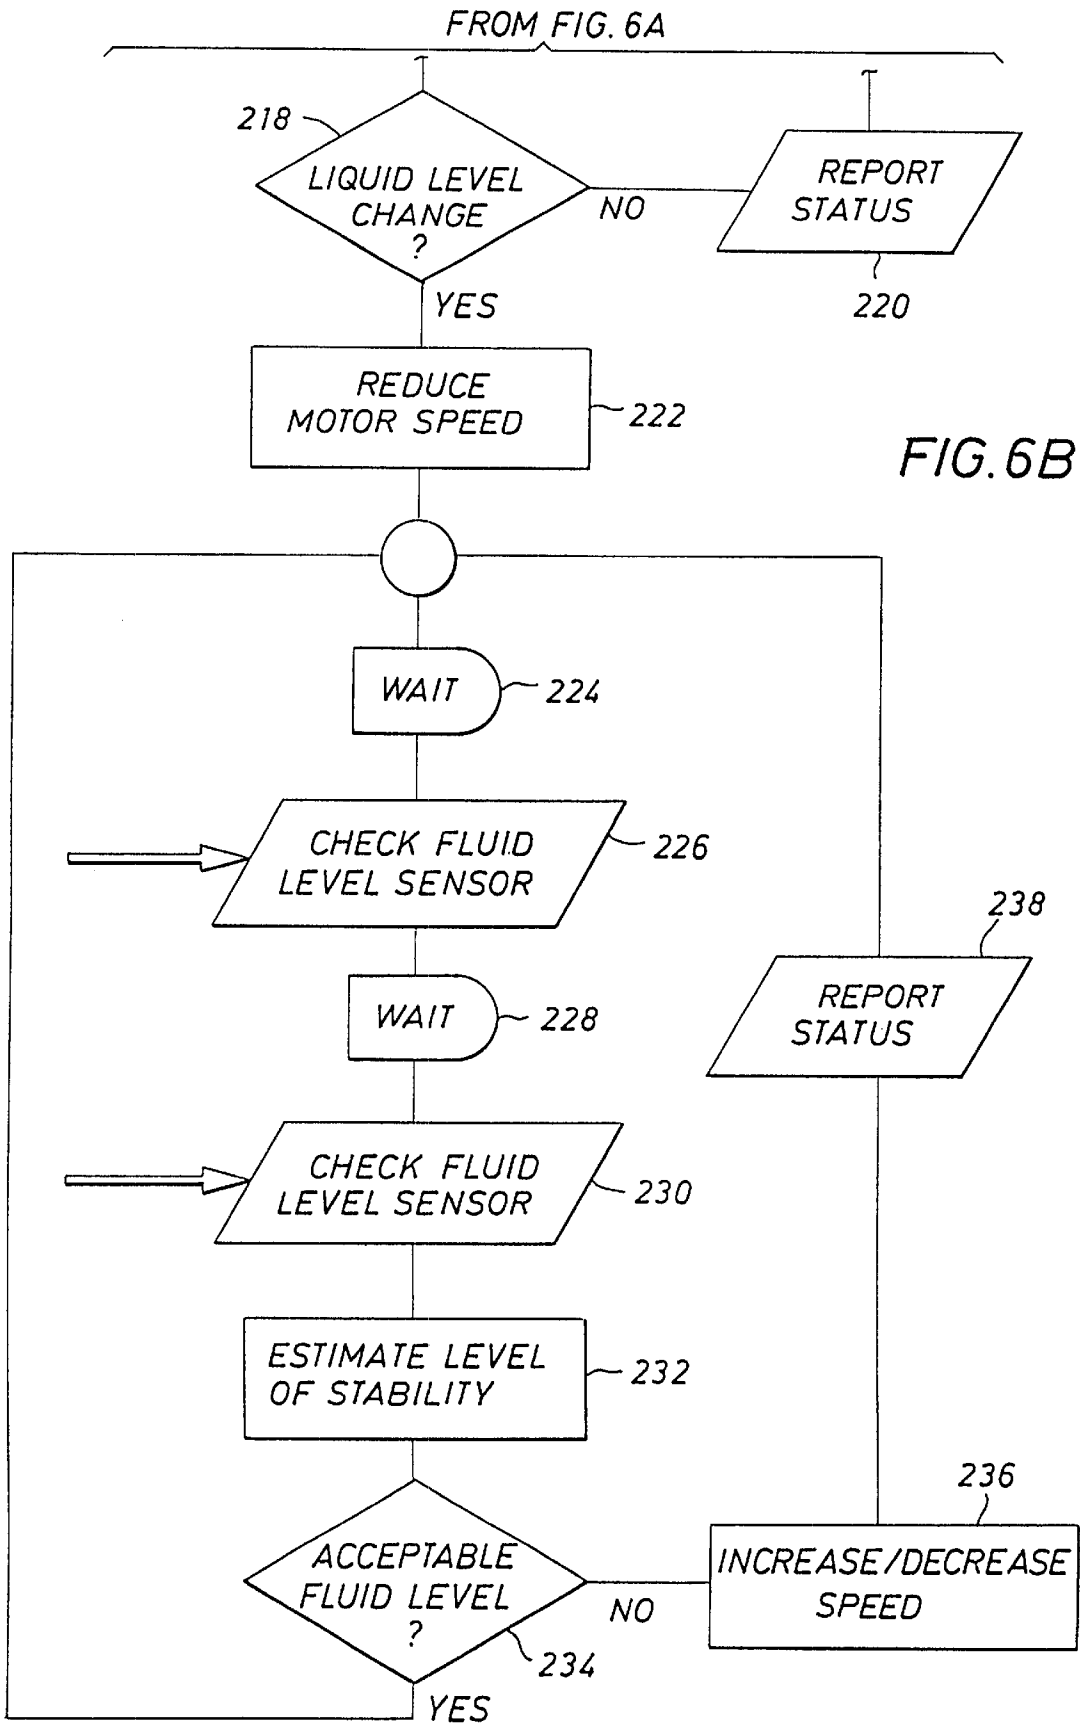 FROM FIG. 6A
218
LIQUID LEVEL
CHANGE
?
NO
REPORT
STATUS
220
YES
REDUCE
MOTOR SPEED
222
FIG. 6B
WAIT
224
CHECK FLUID
LEVEL SENSOR
226
WAIT
228
238
REPORT
STATUS
CHECK FLUID
LEVEL SENSOR
230
ESTIMATE LEVEL
OF STABILITY
232
ACCEPTABLE
FLUID LEVEL
?
234
NO
236
INCREASE/DECREASE
SPEED
YES